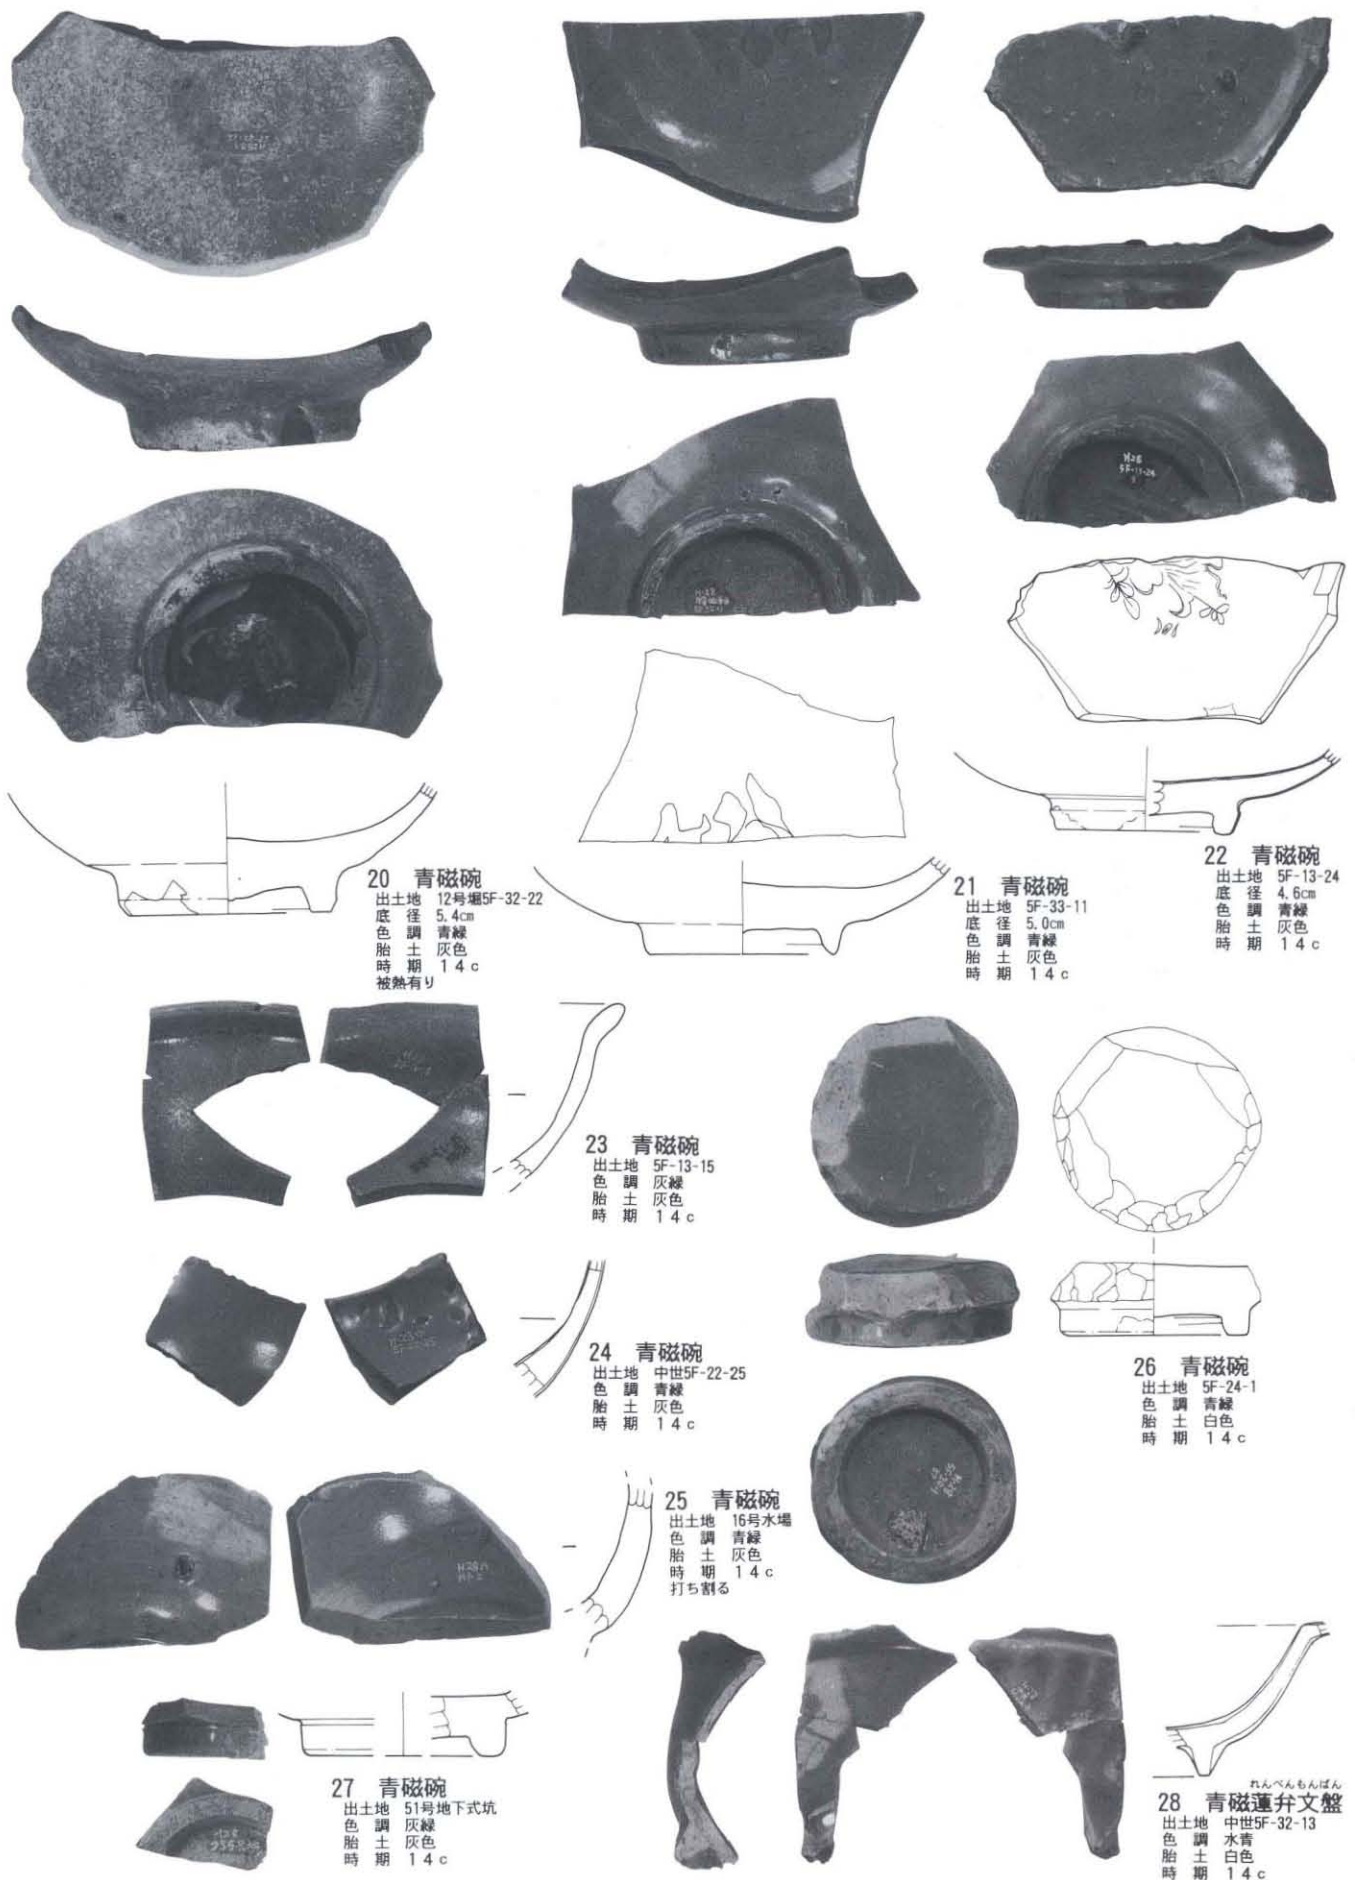 20 青磁碗
出土地 12号堀5F-32-22
底径 5.4cm
色調 青緑
胎土 灰色
時期 14c
被熱有り
21 青磁碗
出土地 5F-33-11
底径 5.0cm
色調 青緑
胎土 灰色
時期 14c
22 青磁碗
出土地 5F-13-24
底径 4.6cm
色調 青緑
胎土 灰色
時期 14c
23 青磁碗
出土地 5F-13-15
色調 灰緑
胎土 灰色
時期 14c
24 青磁碗
出土地 中世5F-22-25
色調 青緑
胎土 灰色
時期 14c
25 青磁碗
出土地 16号水場
色調 青緑
胎土 灰色
時期 14c
打ち割る
26 青磁碗
出土地 5F-24-1
色調 青緑
胎土 白色
時期 14c
27 青磁碗
出土地 51号地下式坑
色調 灰緑
胎土 灰色
時期 14c
れんべんもんばん
28 青磁蓮弁文盤
出土地 中世5F-32-13
色調 水青
胎土 白色
時期 14c